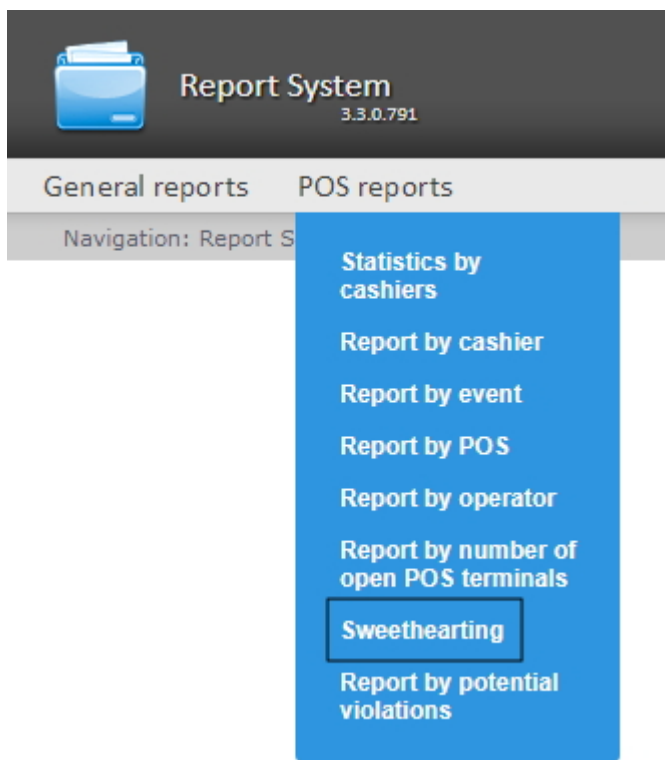 Report System
3.3.0.791
General reports POS reports
Navigation: Report S
Statistics by
cashiers
Report by cashier
Report by event
Report by POS
Report by operator
Report by number of
open POS terminals
Sweethearting
Report by potential
violations